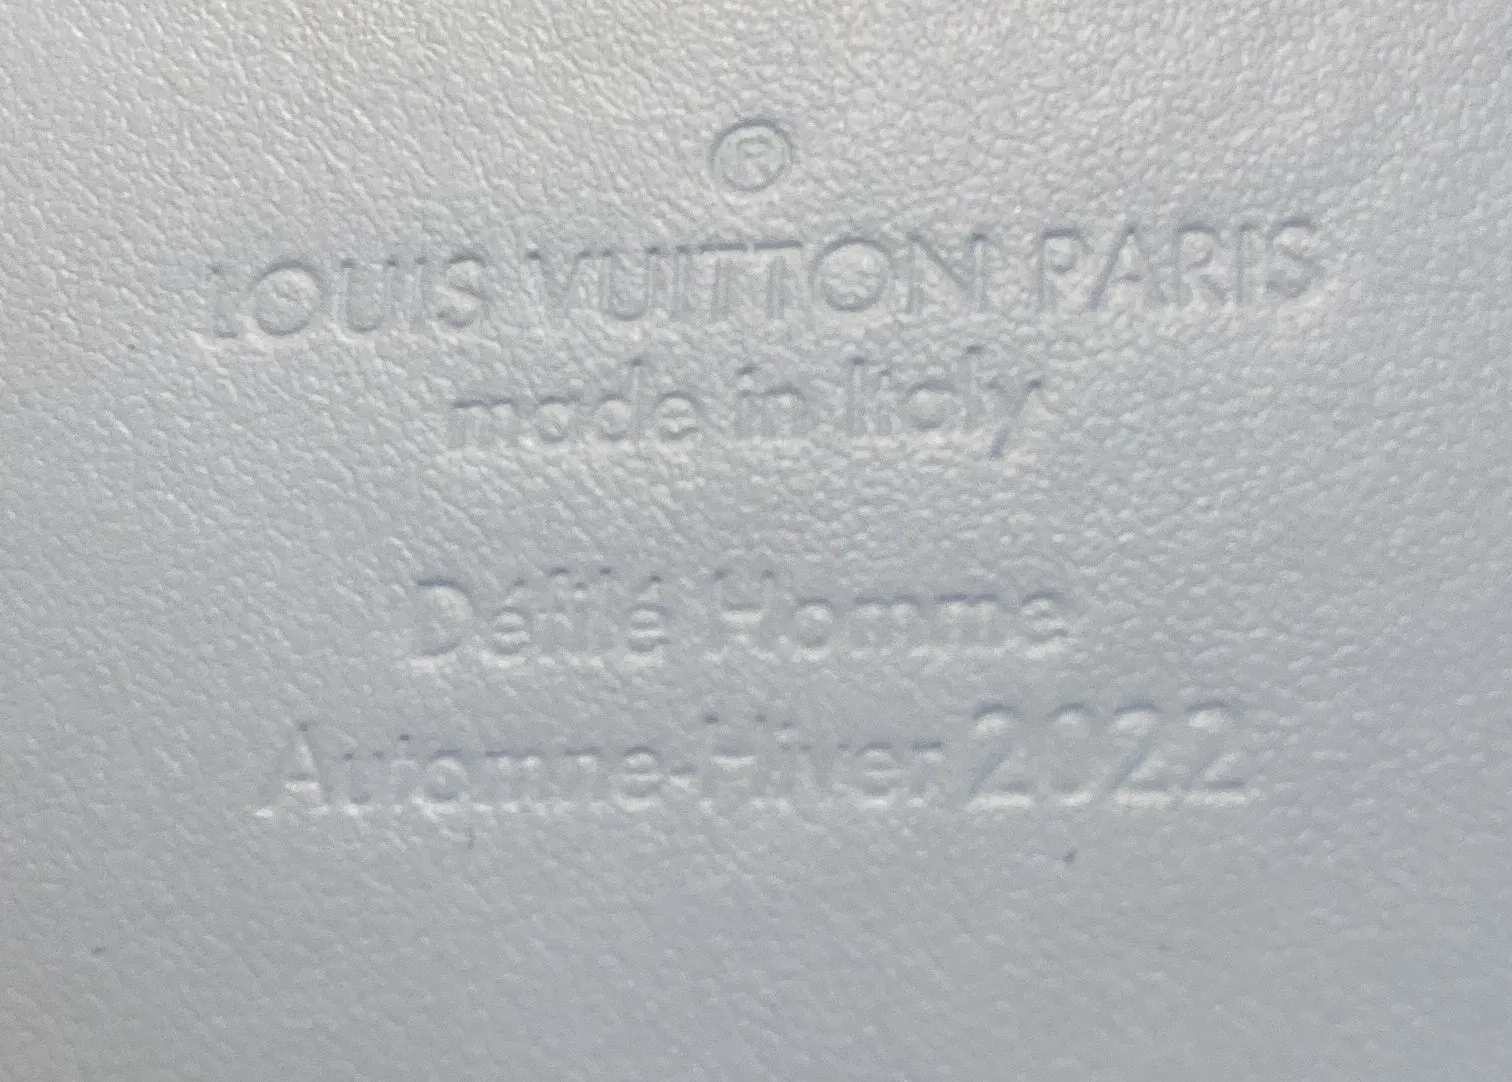 ®
LOUIS VUITTON PARIS
made in Italy
Défilé Homme
Automne-Hiver 2022